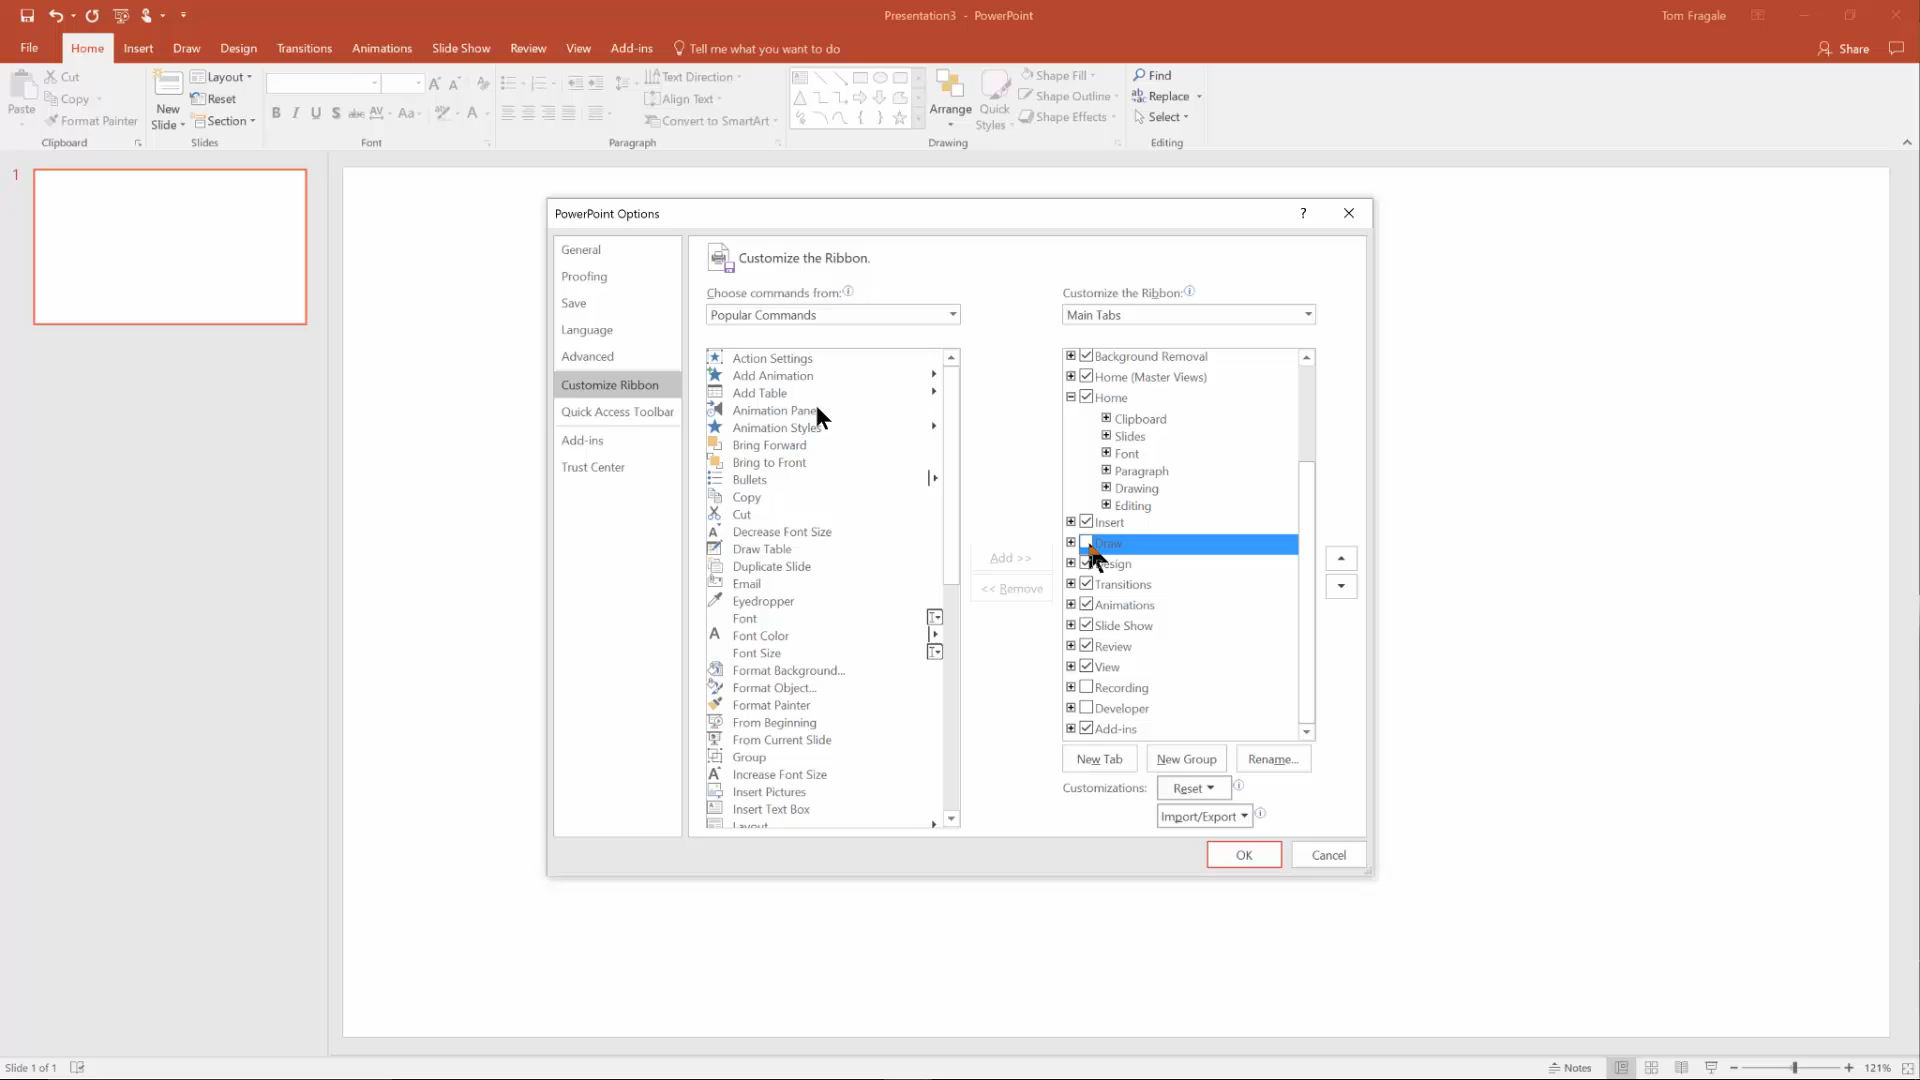 Presentation3 - PowerPoint
Tom Fragale
File Home Insert Draw Design Transitions Animations Slide Show Review View Add-ins Tell me what you want to do
Share
Paste
Cut
Copy
Format Painter
Clipboard
New
Slide
Layout
Reset
Section
Slides
Font
Text Direction
Align Text
Convert to SmartArt
Paragraph
Arrange
Quick
Styles
Shape Fill
Shape Outline
Shape Effects
Drawing
Find
Replace
Select
Editing
1
PowerPoint Options
General
Proofing
Save
Language
Advanced
Customize Ribbon
Quick Access Toolbar
Add-ins
Trust Center
Customize the Ribbon.
Choose commands from:
Popular Commands
Action Settings
Add Animation
Add Table
Animation Pane
Animation Styles
Bring Forward
Bring to Front
Bullets
Copy
Cut
Decrease Font Size
Draw Table
Duplicate Slide
Email
Eyedropper
Font
Font Color
Font Size
Format Background...
Format Object...
Format Painter
From Beginning
From Current Slide
Group
Increase Font Size
Insert Pictures
Insert Text Box
Layout
Add >>
<< Remove
Customize the Ribbon:
Main Tabs
Background Removal
Home (Master Views)
Home
Clipboard
Slides
Font
Paragraph
Drawing
Editing
Insert
Draw
Design
Transitions
Animations
Slide Show
Review
View
Recording
Developer
Add-ins
New Tab New Group Rename...
Customizations: Reset
Import/Export
OK Cancel
Slide 1 of 1
Notes
121%